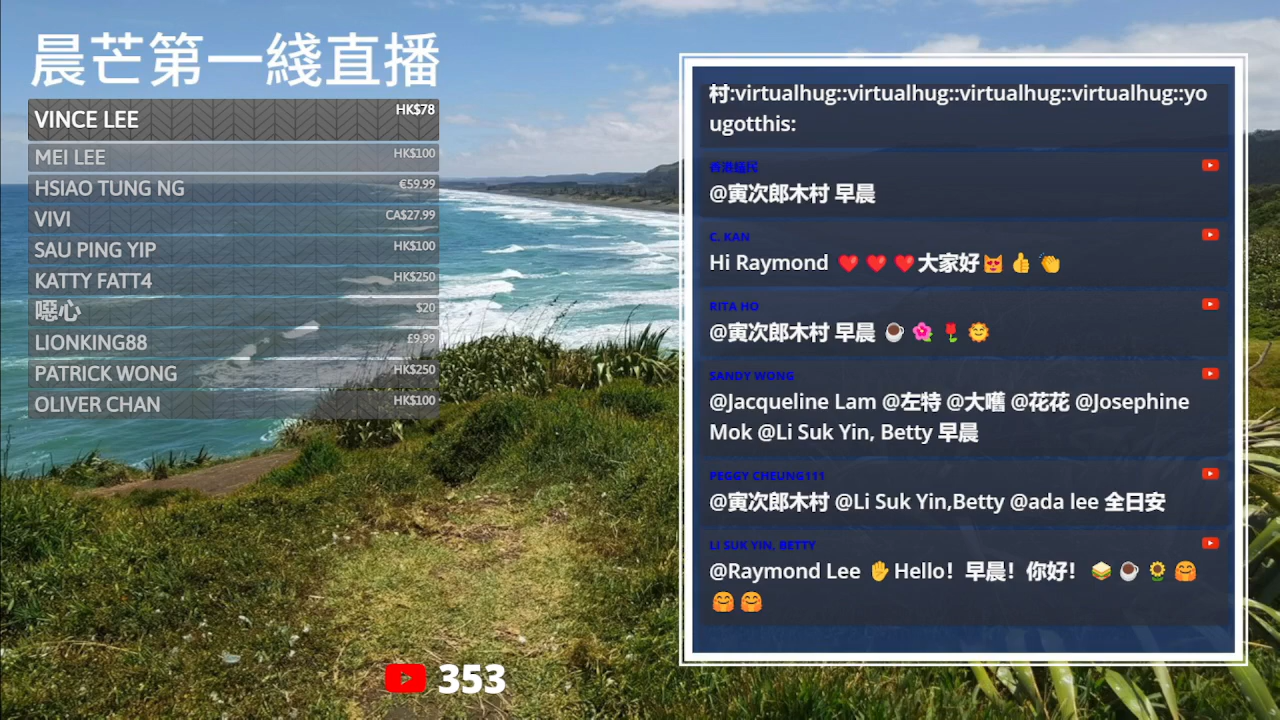 晨芒第一綫直播
VINCE LEE HK$78
MEI LEE HK$100
HSIAO TUNG NG €59.99
VIVI CA$27.99
SAU PING YIP HK$100
KATTY FATT4 HK$250
噁心 $20
LIONKING88 £9.99
PATRICK WONG HK$250
OLIVER CHAN HK$100
353
村:virtualhug::virtualhug::virtualhug::virtualhug::yo
ugotthis:
@寅次郎木村 早晨
C. KAN
Hi Raymond ❤️ ❤️ ❤️大家好😻 👍 👏
RITA HO
@寅次郎木村 早晨 ☕ 🌺 🌷 🌞
SANDY WONG
@Jacqueline Lam @左特 @大嚿 @花花 @Josephine
Mok @Li Suk Yin, Betty 早晨
PEGGY CHEUNG111
@寅次郎木村 @Li Suk Yin,Betty @ada lee 全日安
LI SUK YIN, BETTY
@Raymond Lee ✋Hello! 早晨! 你好! 🥪 ☕ 🌻 🤗
🤗 🤗